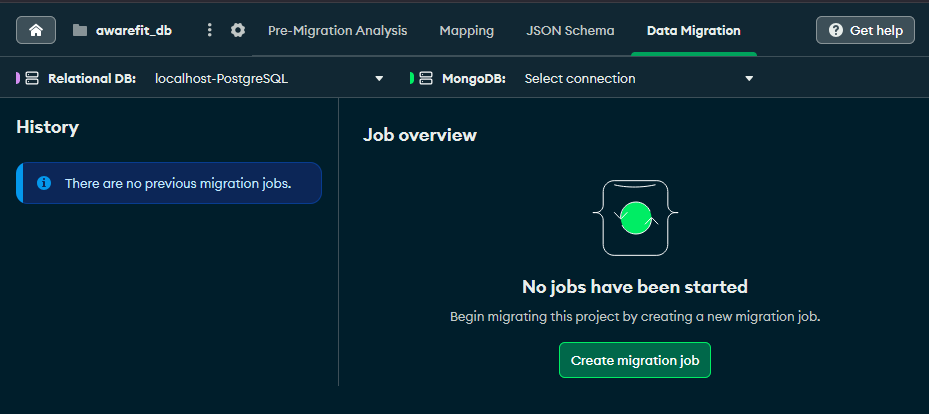 awarefit_db
Pre-Migration Analysis
Mapping
JSON Schema
Data Migration
Get help
Relational DB: localhost-PostgreSQL
MongoDB: Select connection
History
There are no previous migration jobs.
Job overview
No jobs have been started
Begin migrating this project by creating a new migration job.
Create migration job